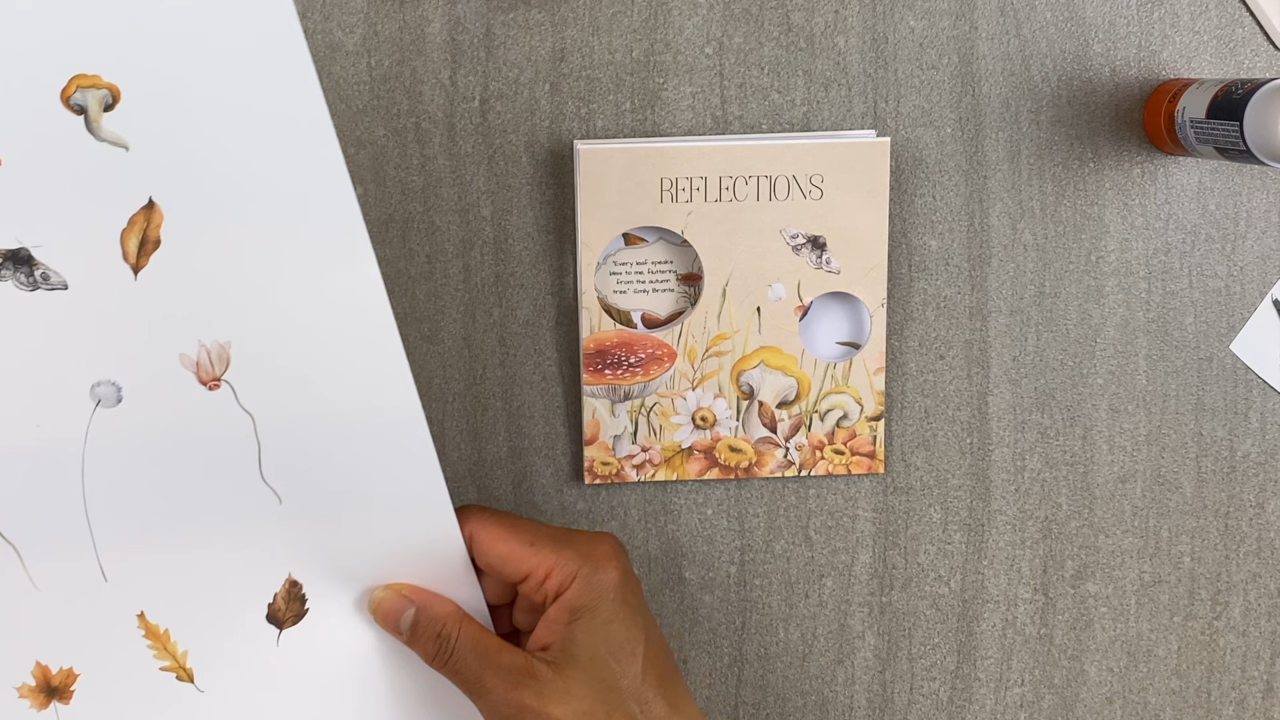 REFLECTIONS
"Every leaf speaks
bliss to me, fluttering
from the autumn
tree." -Emily Bronte